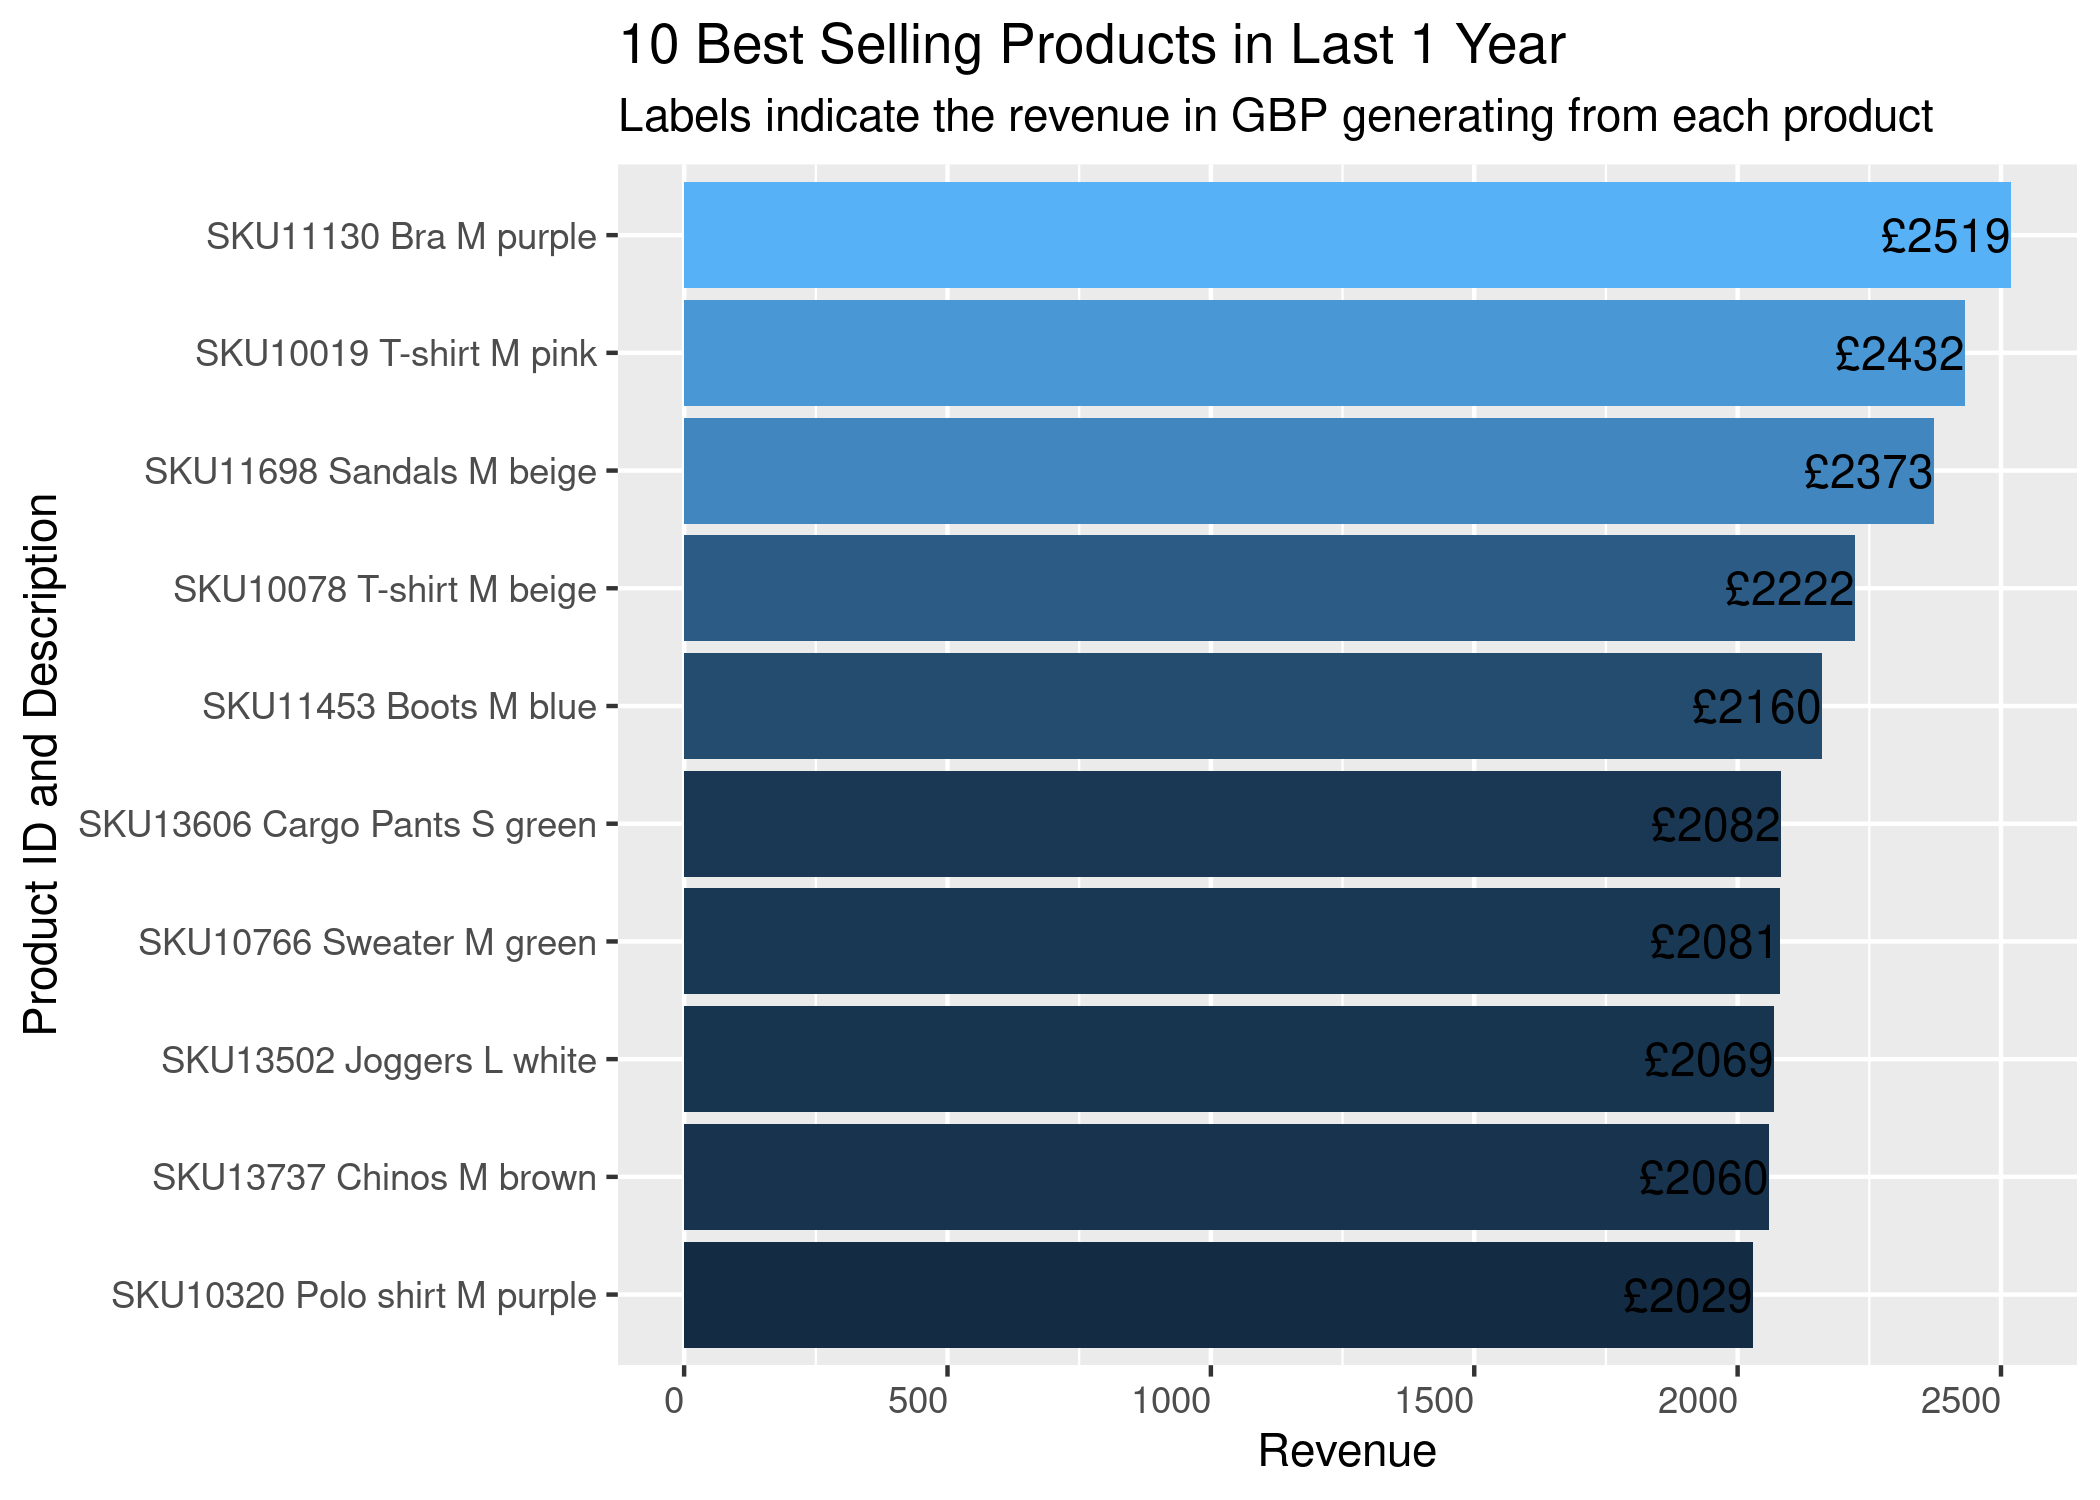 10 Best Selling Products in Last 1 Year
Labels indicate the revenue in GBP generating from each product
Product ID and Description
SKU11130 Bra M purple £2519
SKU10019 T-shirt M pink £2432
SKU11698 Sandals M beige £2373
SKU10078 T-shirt M beige £2222
SKU11453 Boots M blue £2160
SKU13606 Cargo Pants S green £2082
SKU10766 Sweater M green £2081
SKU13502 Joggers L white £2069
SKU13737 Chinos M brown £2060
SKU10320 Polo shirt M purple £2029
0 500 1000 1500 2000 2500
Revenue